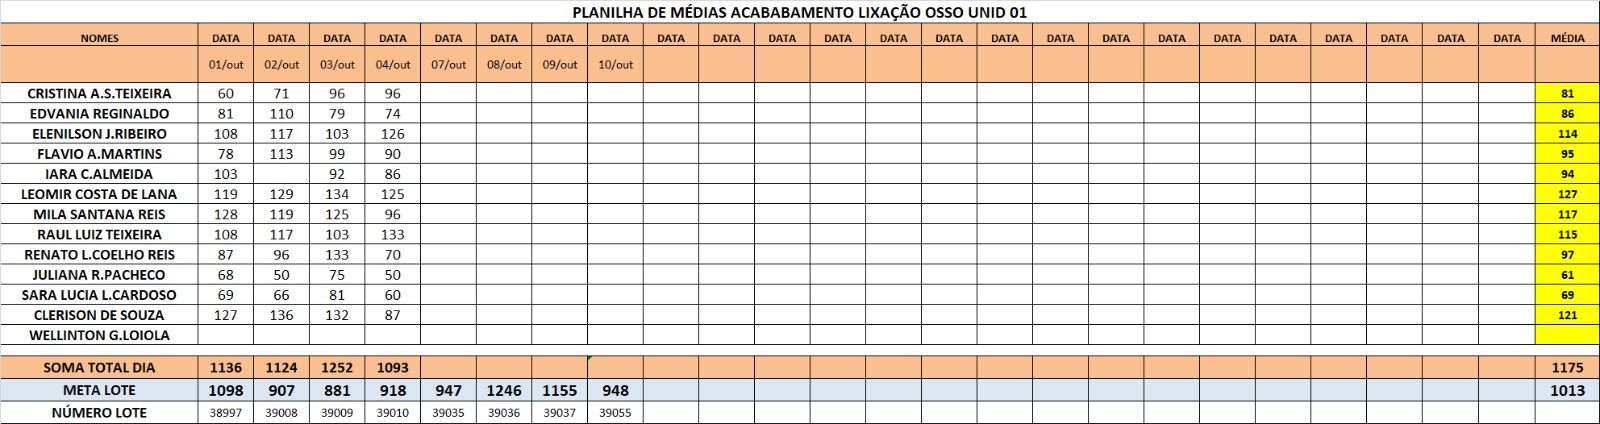 PLANILHA DE MÉDIAS ACABABAMENTO LIXAÇÃO OSSO UNID 01
NOMES DATA DATA DATA DATA DATA DATA DATA DATA DATA DATA DATA DATA DATA DATA DATA DATA DATA DATA DATA DATA DATA DATA DATA DATA MÉDIA
01/out 02/out 03/out 04/out 07/out 08/out 09/out 10/out
CRISTINA A.S.TEIXEIRA 60 71 96 96 81
EDVANIA REGINALDO 81 110 79 74 86
ELENILSON J.RIBEIRO 108 117 103 126 114
FLAVIO A.MARTINS 78 113 99 90 95
IARA C.ALMEIDA 103 92 86 94
LEOMIR COSTA DE LANA 119 129 134 125 127
MILA SANTANA REIS 128 119 125 96 117
RAUL LUIZ TEIXEIRA 108 117 103 133 115
RENATO L.COELHO REIS 87 96 133 70 97
JULIANA R.PACHECO 68 50 75 50 61
SARA LUCIA L.CARDOSO 69 66 81 60 69
CLERISON DE SOUZA 127 136 132 87 121
WELLINTON G.LOIOLA
SOMA TOTAL DIA 1136 1124 1252 1093 1175
META LOTE 1098 907 881 918 947 1246 1155 948 1013
NÚMERO LOTE 38997 39008 39009 39010 39035 39036 39037 39055